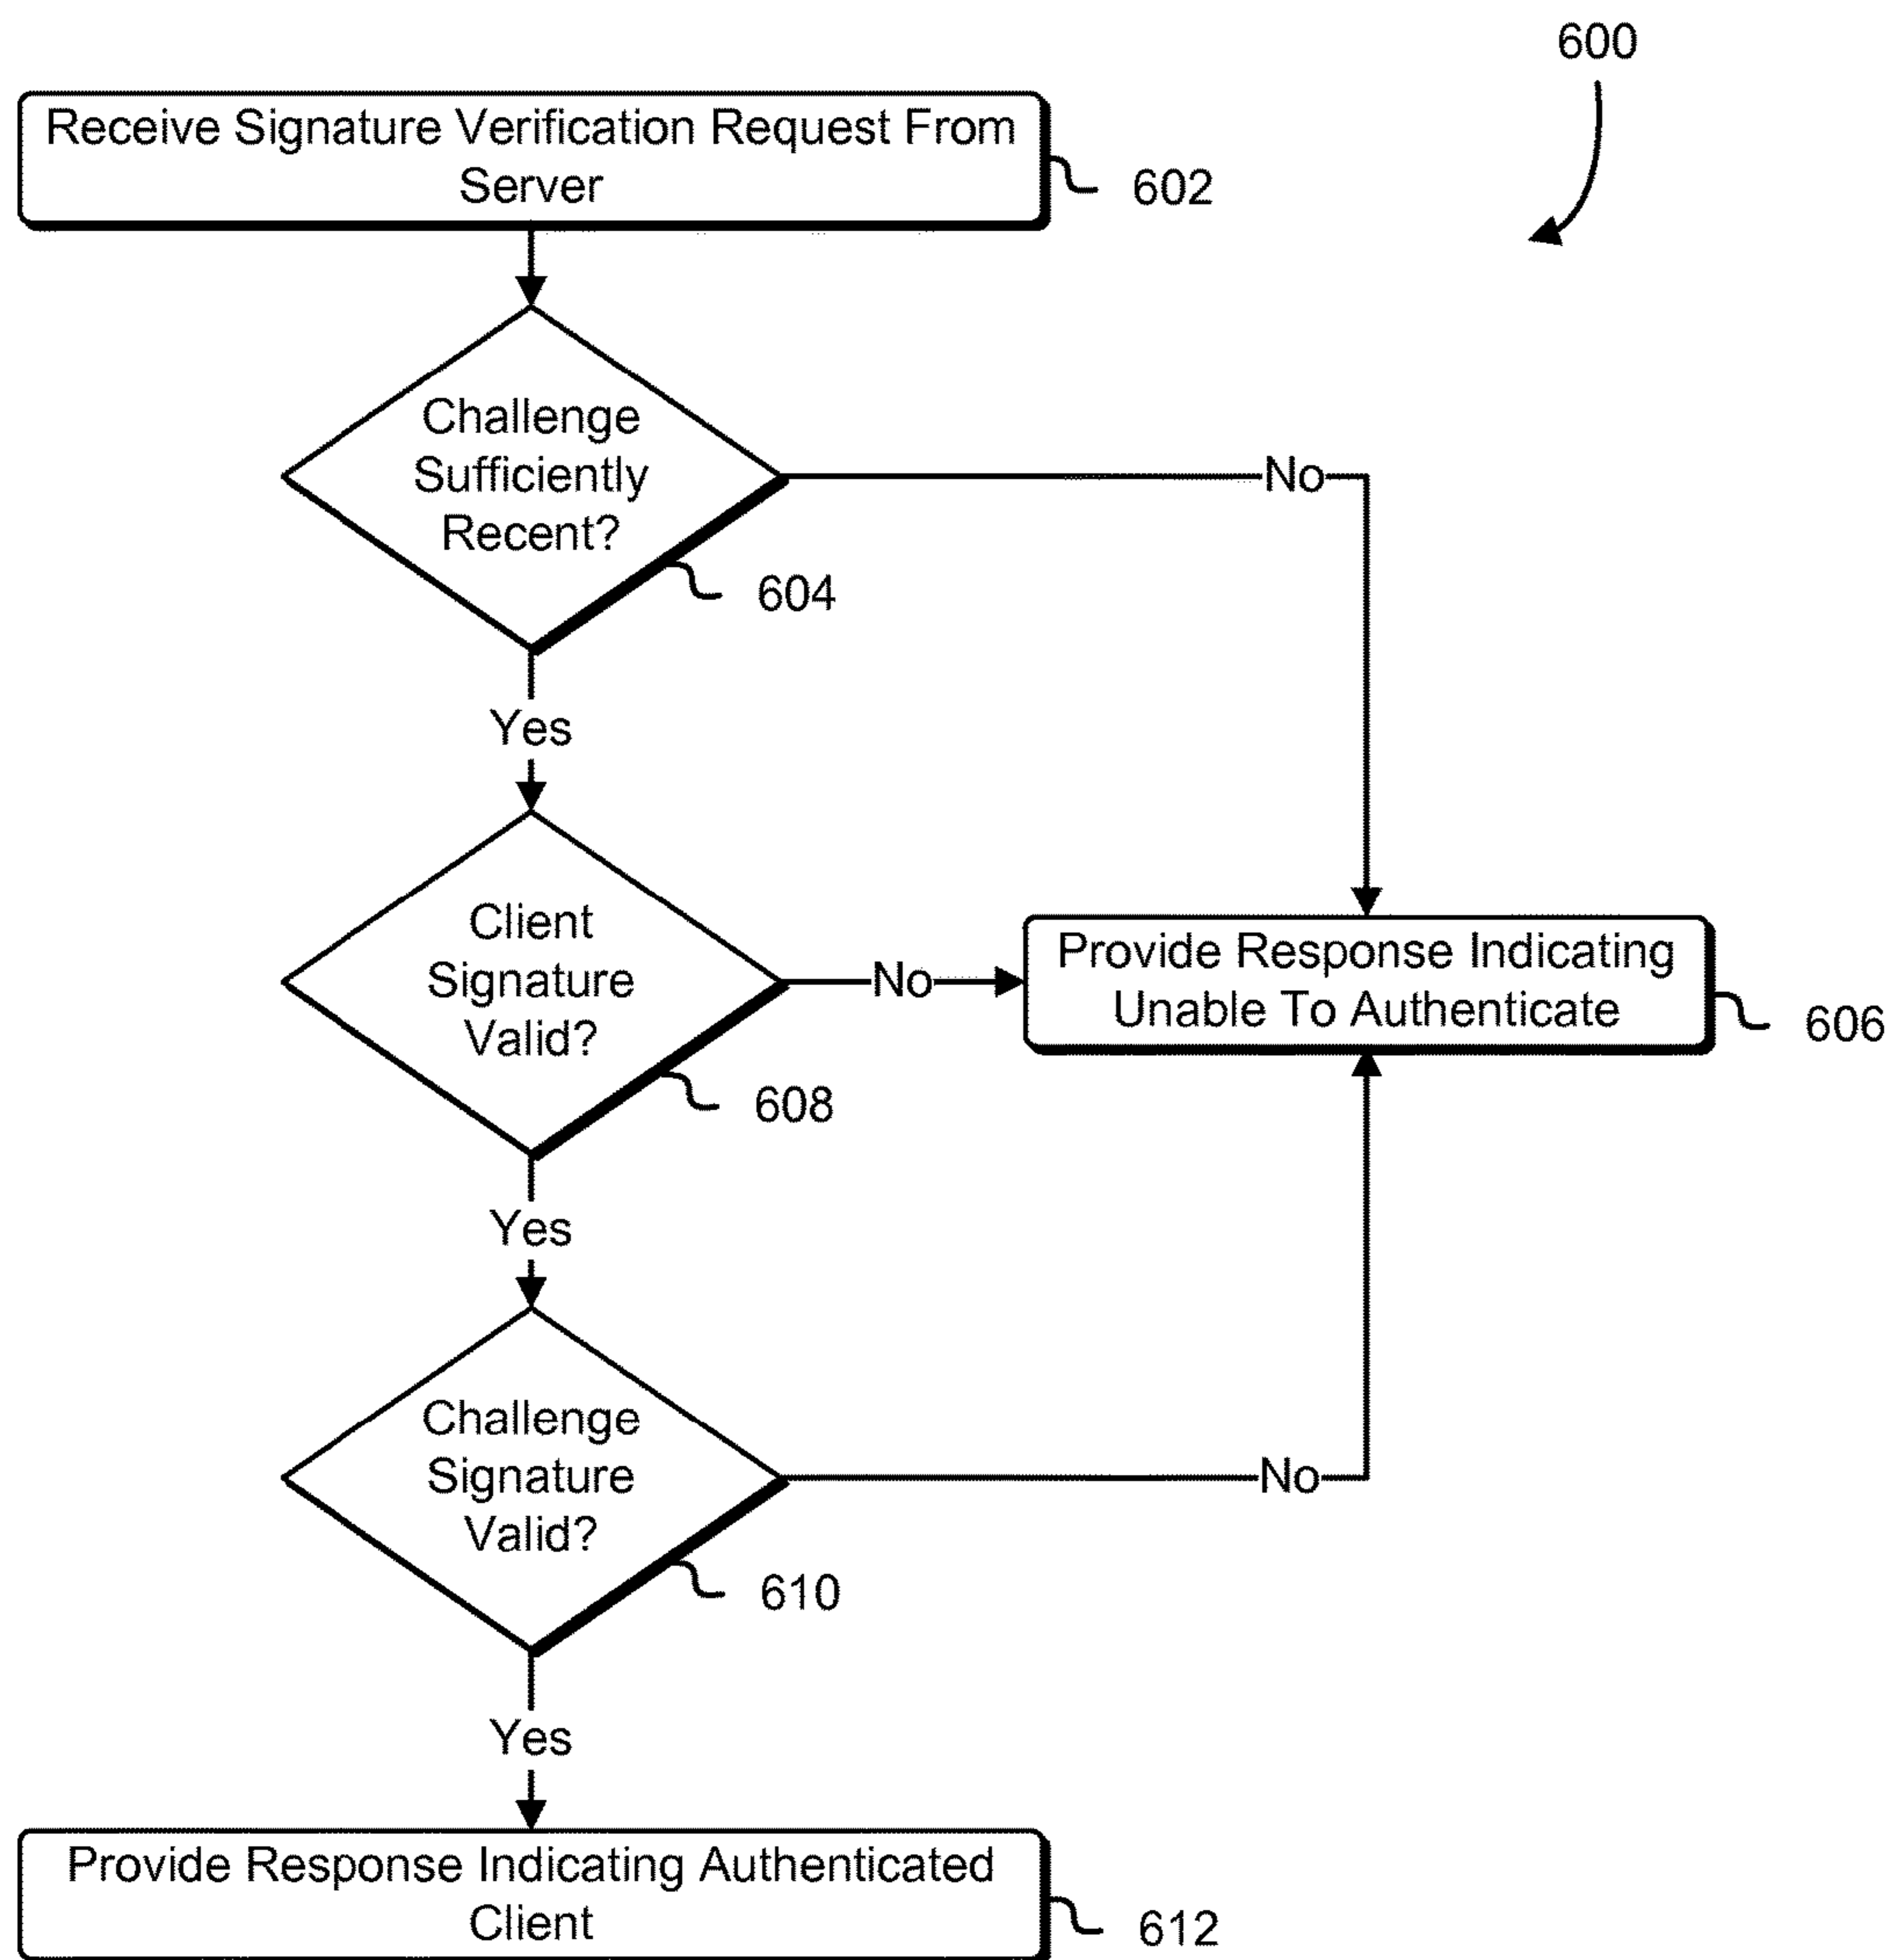 600
Receive Signature Verification Request From
Server
602
Challenge
Sufficiently
Recent?
No
604
Yes
Client
Signature
Valid?
No
Provide Response Indicating
Unable To Authenticate
606
608
Yes
Challenge
Signature
Valid?
No
610
Yes
Provide Response Indicating Authenticated
Client
612